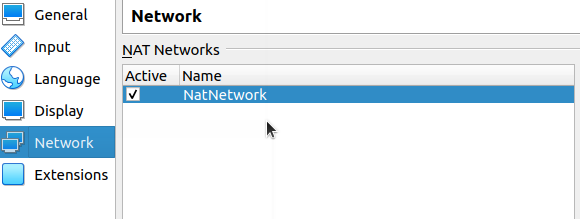 General
Input
Language
Display
Network
Extensions
Network
NAT Networks
Active Name
NatNetwork